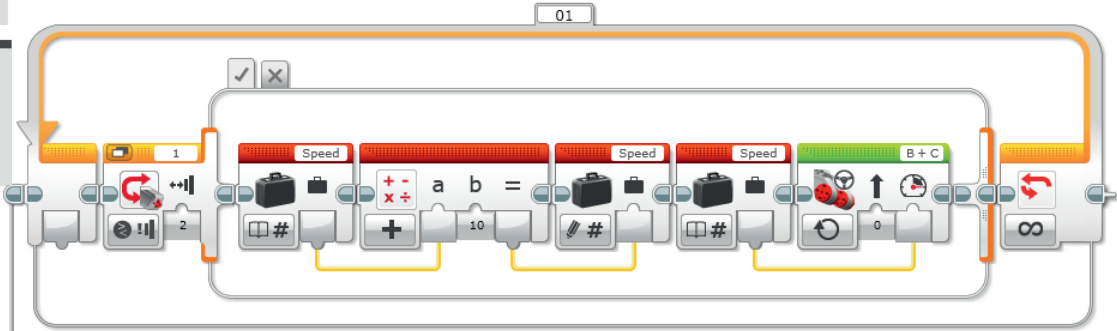 01
1
Speed
Speed
Speed
B + C
+ -
x ÷
a
b
=
2
#
10
#
#
0
∞